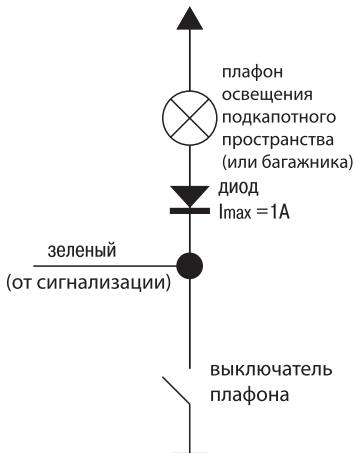 плафон
освещения
подкапотного
пространства
(или багажника)
диод
Imax =1A
зеленый
(от сигнализации)
выключатель
плафона